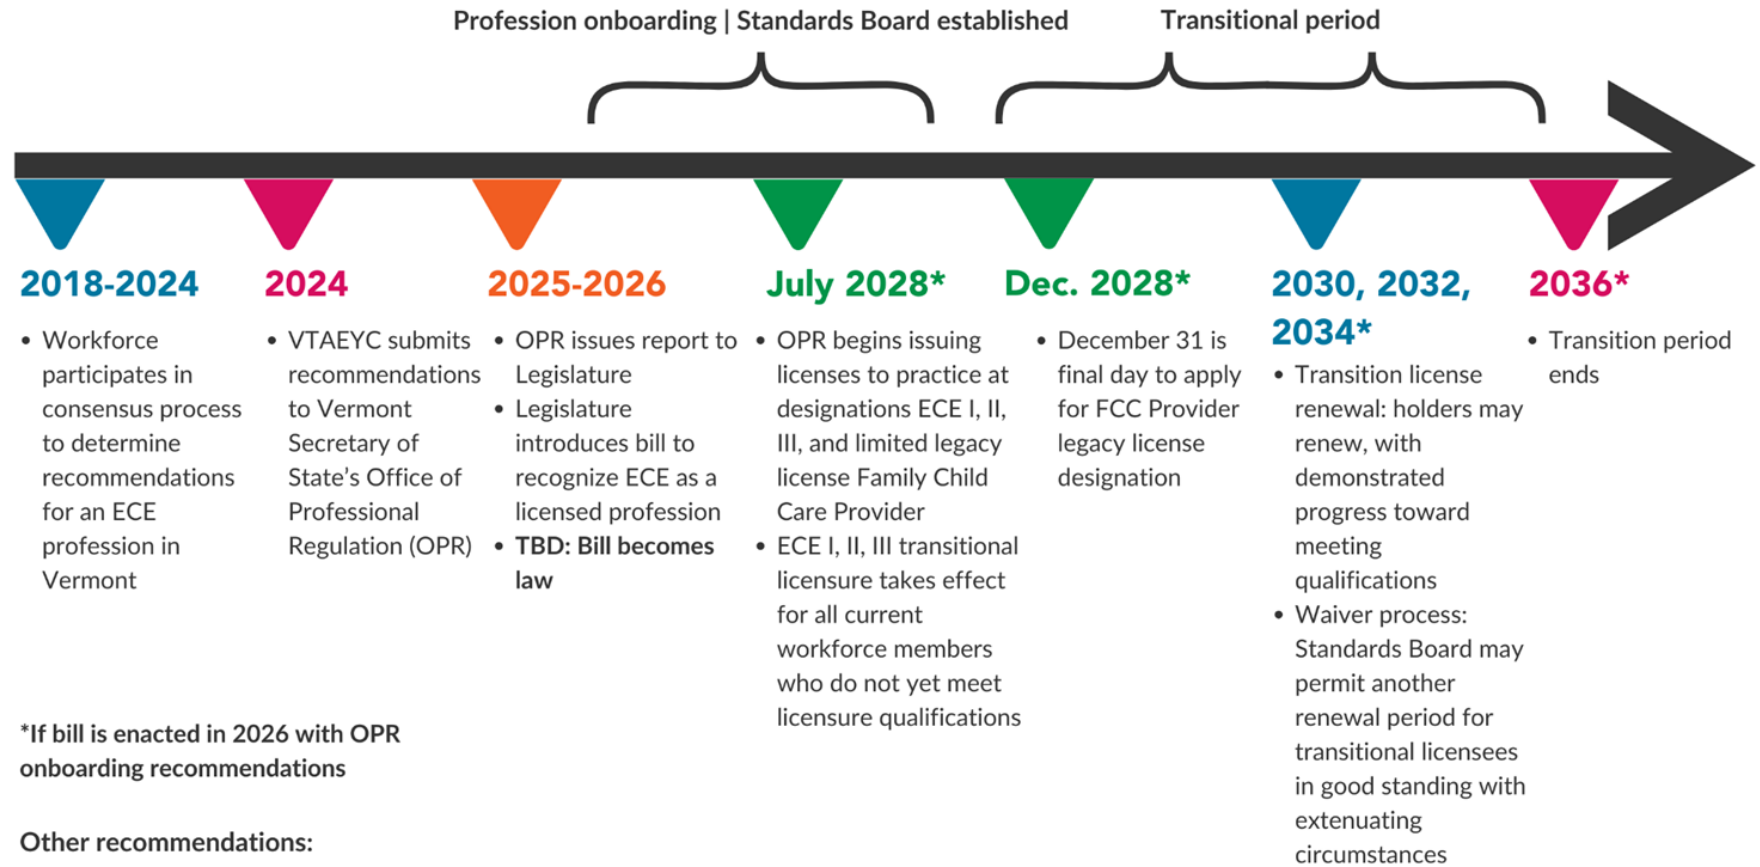 Profession onboarding | Standards Board established
Transitional period
2018-2024
• Workforce
participates in
consensus process
to determine
recommendations
for an ECE
profession in
Vermont
2024
• VTAEYC submits
recommendations
to Vermont
Secretary of
State’s Office of
Professional
Regulation (OPR)
2025-2026
• OPR issues report to
Legislature
• Legislature
introduces bill to
recognize ECE as a
licensed profession
• TBD: Bill becomes
law
July 2028*
• OPR begins issuing
licenses to practice at
designations ECE I, II,
III, and limited legacy
license Family Child
Care Provider
• ECE I, II, III transitional
licensure takes effect
for all current
workforce members
who do not yet meet
licensure qualifications
Dec. 2028*
• December 31 is
final day to apply
for FCC Provider
legacy license
designation
2030, 2032,
2034*
• Transition license
renewal: holders may
renew, with
demonstrated
progress toward
meeting
qualifications
• Waiver process:
Standards Board may
permit another
renewal period for
transitional licensees
in good standing with
extenuating
circumstances
2036*
• Transition period
ends
*If bill is enacted in 2026 with OPR
onboarding recommendations
Other recommendations: